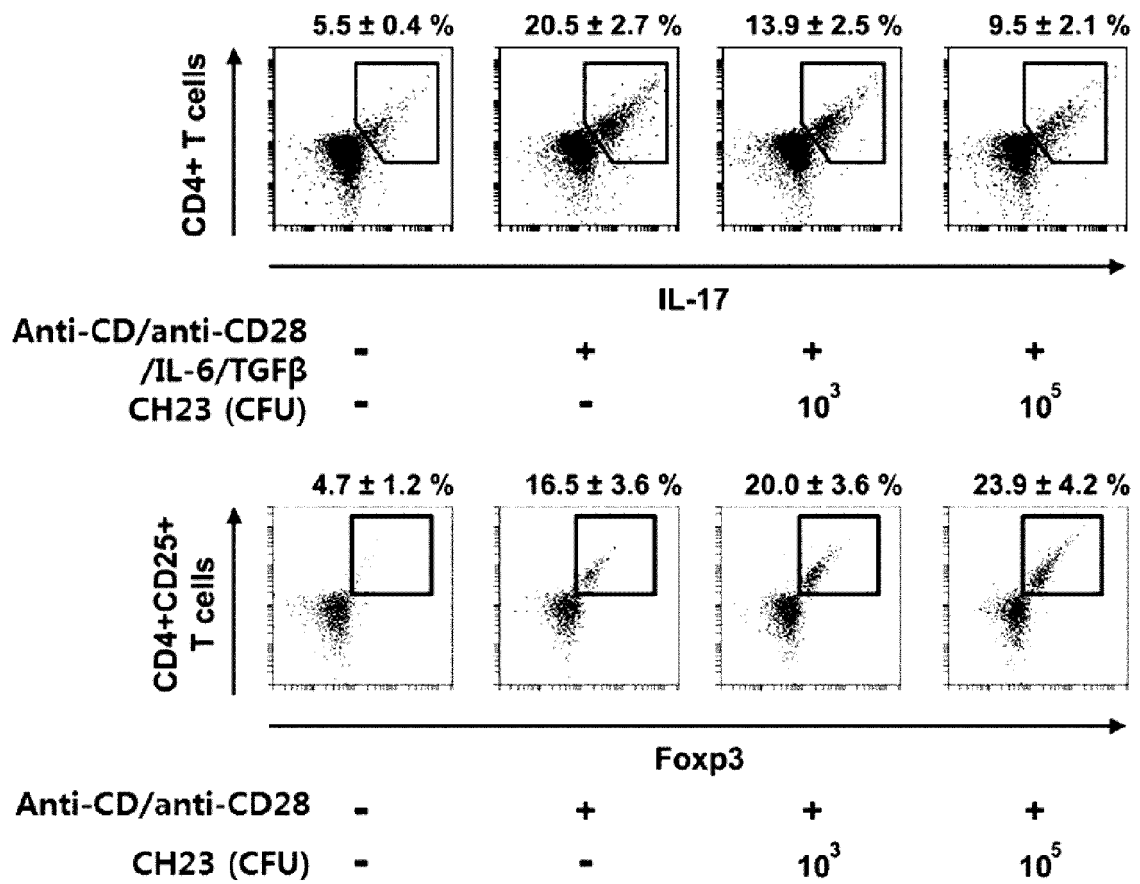 5.5 ± 0.4 % 20.5 ± 2.7 % 13.9 ± 2.5 % 9.5 ± 2.1 %
CD4+ T cells
IL-17
Anti-CD/anti-CD28
/IL-6/TGFβ - + + +
CH23 (CFU) - - 10³ 10⁵
4.7 ± 1.2 % 16.5 ± 3.6 % 20.0 ± 3.6 % 23.9 ± 4.2 %
CD4+CD25+
T cells
Foxp3
Anti-CD/anti-CD28 - + + +
CH23 (CFU) - - 10³ 10⁵